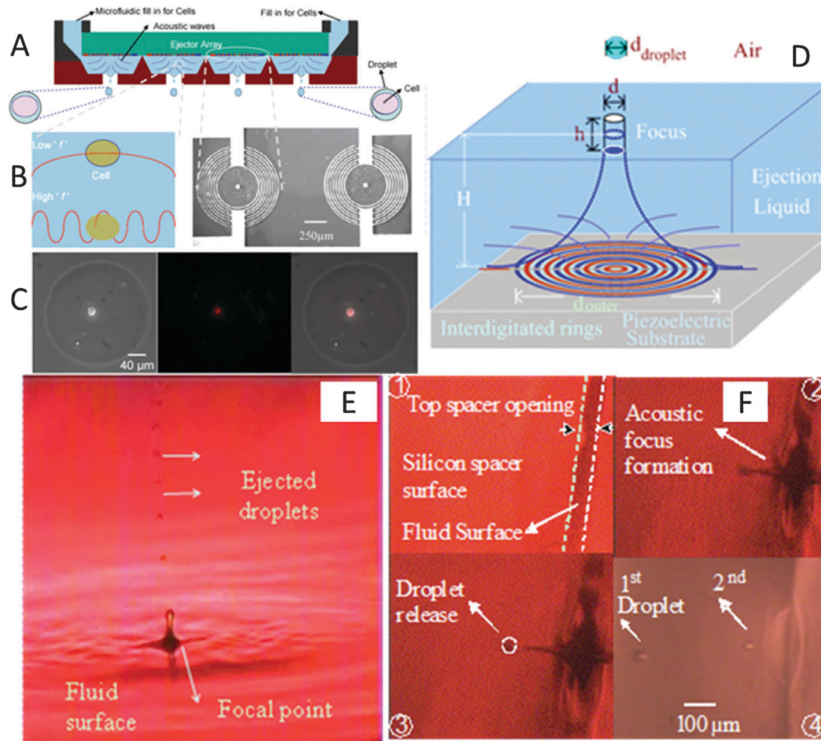 A
Microfluidic fill in for Cells
Acoustic waves
Fill in for Cells
Ejector Array
Droplet
Cell
B
Low 'f'
Cell
High 'f'
250µm
C
40 µm
D
d droplet
Air
d
h
Focus
H
Ejection
Liquid
d outer
Interdigitated rings
Piezoelectric
Substrate
E
Ejected
droplets
Fluid
surface
Focal point
F
①
Top spacer opening
Silicon spacer
surface
Fluid Surface
②
Acoustic
focus
formation
Droplet
release
③
1st
Droplet
2nd
100 µm
④